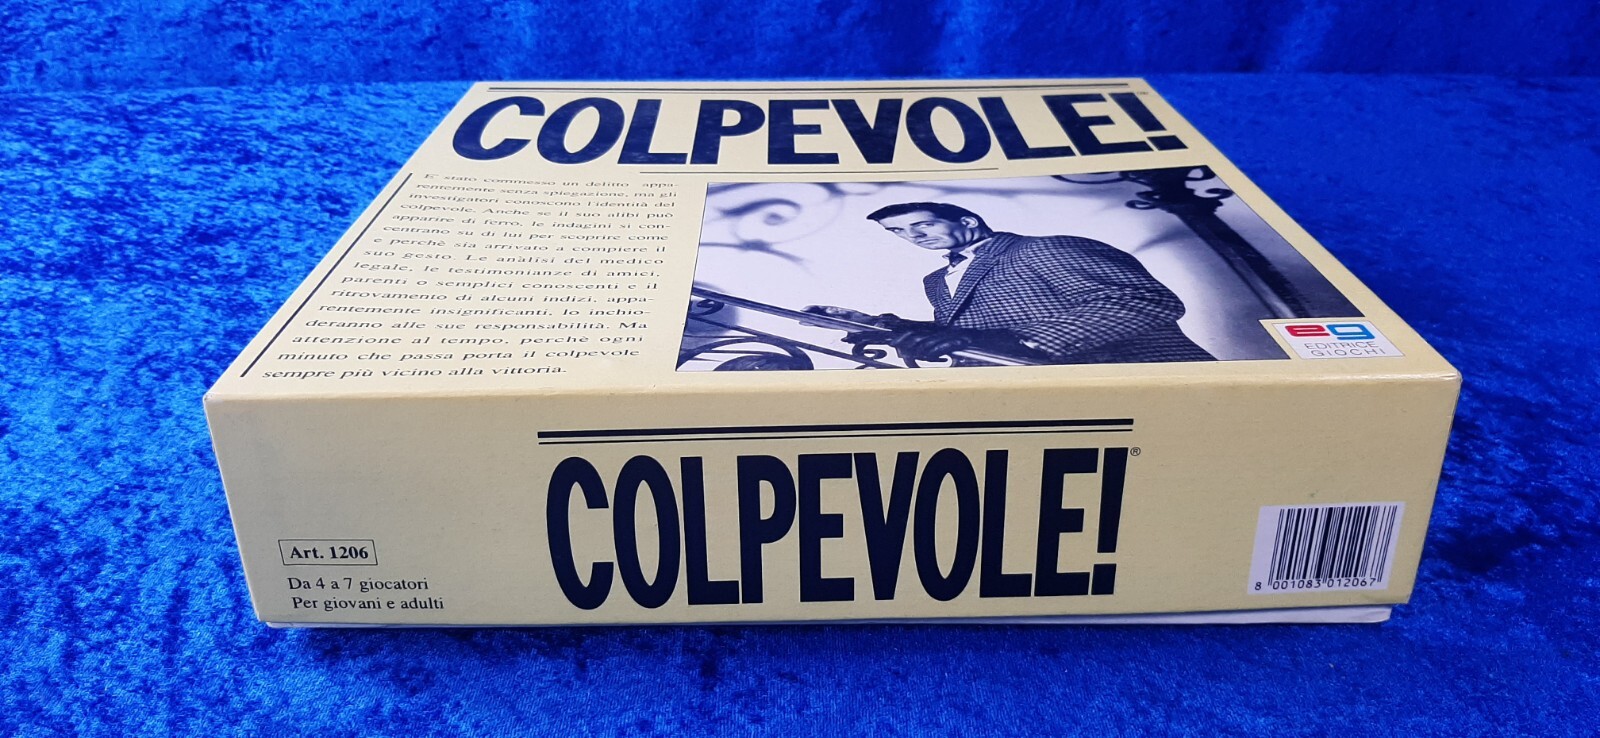 COLPEVOLE!
E' stato commesso un delitto appa-
rentemente senza spiegazione, ma gli
investigatori conoscono l'identità del
colpevole. Anche se il suo alibi può
apparire di ferro, le indagini si con-
centrano su di lui per scoprire come
e perchè sia arrivato a compiere il
suo gesto. Le analisi del medico
legale, le testimonianze di amici,
parenti o semplici conoscenti e il
ritrovamento di alcuni indizi, appa-
rentemente insignificanti, lo inchio-
deranno alle sue responsabilità. Ma
attenzione al tempo, perchè ogni
minuto che passa porta il colpevole
sempre più vicino alla vittoria.
eg
EDITRICE
GIOCHI
COLPEVOLE!®
Art. 1206
Da 4 a 7 giocatori
Per giovani e adulti
8 001083 012067